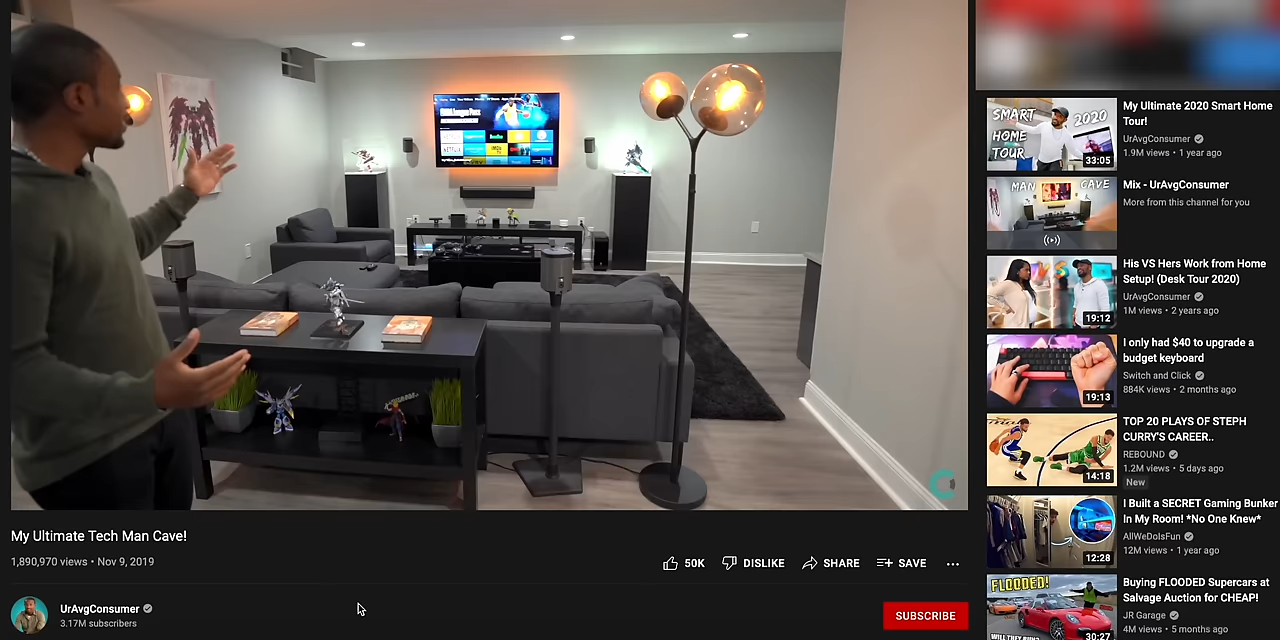 NETFLIX
My Ultimate Tech Man Cave!
1,890,970 views • Nov 9, 2019
50K
DISLIKE
SHARE
SAVE
UrAvgConsumer
3.17M subscribers
SUBSCRIBE
SMART
HOME
TOUR
2020
33:05
My Ultimate 2020 Smart Home
Tour!
UrAvgConsumer
1.9M views • 1 year ago
MAN CAVE
Mix - UrAvgConsumer
More from this channel for you
19:12
His VS Hers Work from Home
Setup! (Desk Tour 2020)
UrAvgConsumer
1M views • 2 years ago
19:13
I only had $40 to upgrade a
budget keyboard
Switch and Click
884K views • 2 months ago
14:18
TOP 20 PLAYS OF STEPH
CURRY'S CAREER..
REBOUND
1.2M views • 5 days ago
New
12:28
I Built a SECRET Gaming Bunker
In My Room! *No One Knew*
AllWeDoIsFun
12M views • 1 year ago
FLOODED!
WILL THEY RUN?
30:27
Buying FLOODED Supercars at
Salvage Auction for CHEAP!
JR Garage
4M views • 5 months ago